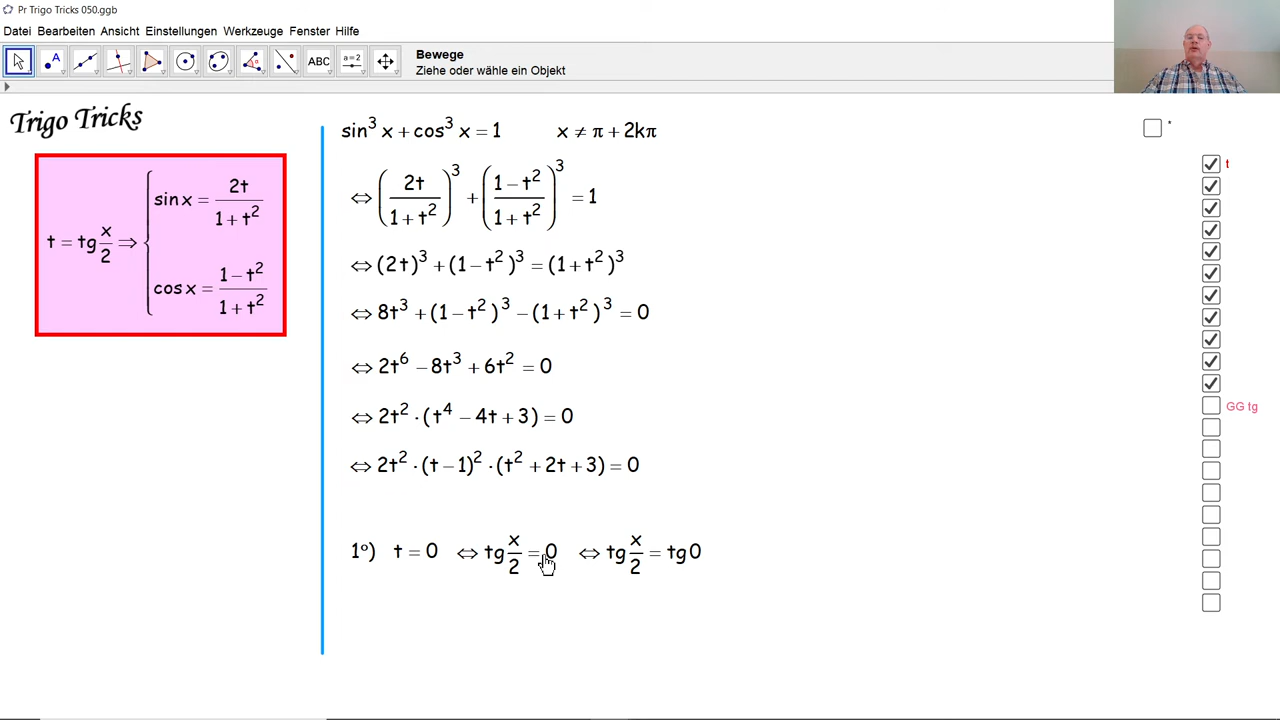 Pr Trigo Tricks 050.ggb
Datei Bearbeiten Ansicht Einstellungen Werkzeuge Fenster Hilfe
A ABC a=2 Bewege
Ziehe oder wähle ein Objekt
Trigo Tricks
t = tg x/2 ⇒ { sin x = 2t/(1 + t²)
cos x = (1 − t²)/(1 + t²)
sin³ x + cos³ x = 1 x ≠ π + 2kπ
⇔ (2t/(1 + t²))³ + ((1 − t²)/(1 + t²))³ = 1
⇔ (2t)³ + (1 − t²)³ = (1 + t²)³
⇔ 8t³ + (1 − t²)³ − (1 + t²)³ = 0
⇔ 2t⁶ − 8t³ + 6t² = 0
⇔ 2t² · (t⁴ − 4t + 3) = 0
⇔ 2t² · (t − 1)² · (t² + 2t + 3) = 0
1°) t = 0 ⇔ tg x/2 = 0 ⇔ tg x/2 = tg 0
*
t
GG tg